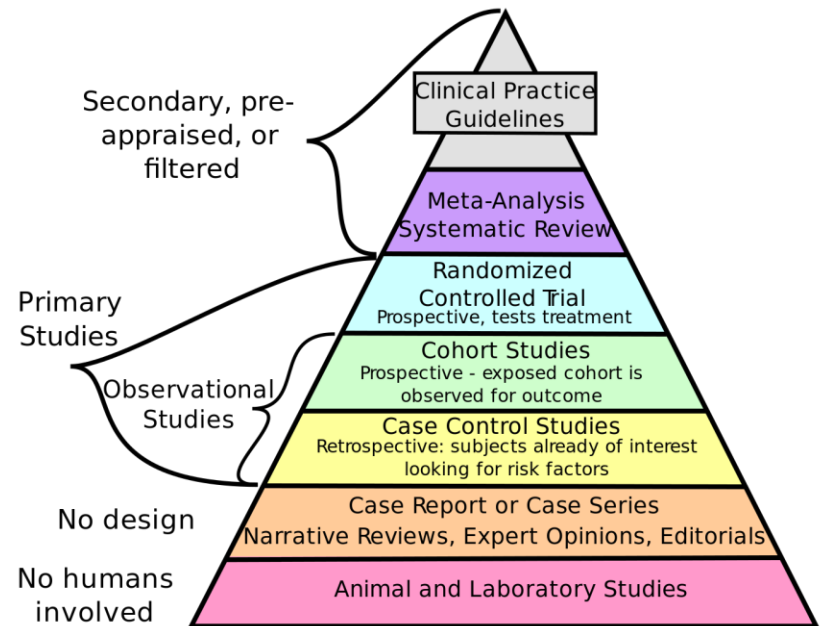 Clinical Practice
Guidelines
Secondary, pre-
appraised, or
filtered
Meta-Analysis
Systematic Review
Randomized
Controlled Trial
Prospective, tests treatment
Primary
Studies
Cohort Studies
Prospective - exposed cohort is
observed for outcome
Observational
Studies
Case Control Studies
Retrospective: subjects already of interest
looking for risk factors
No design
Case Report or Case Series
Narrative Reviews, Expert Opinions, Editorials
No humans
involved
Animal and Laboratory Studies